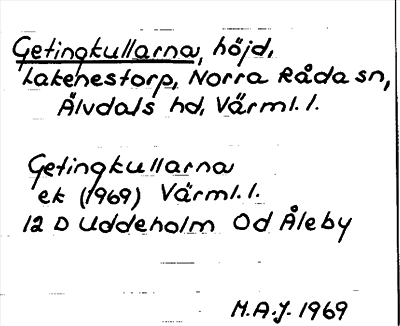 Getingkullarna, höjd,
Lakenestorp, Norra Råda sn,
Älvdals hd, Värml. l.
Getingkullarna
ek (1969) Värml. l.
12 D Uddeholm Od Åleby
M.A.J. 1969